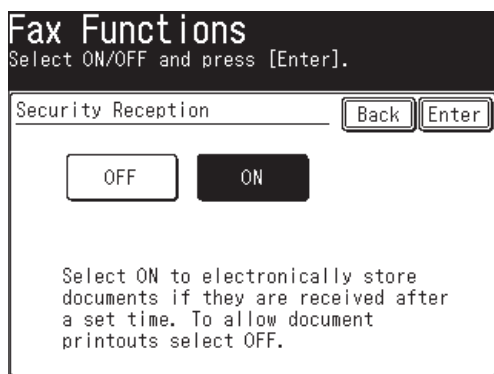 Fax Functions
Select ON/OFF and press [Enter].
Security Reception
Back Enter
OFF ON
Select ON to electronically store
documents if they are received after
a set time. To allow document
printouts select OFF.